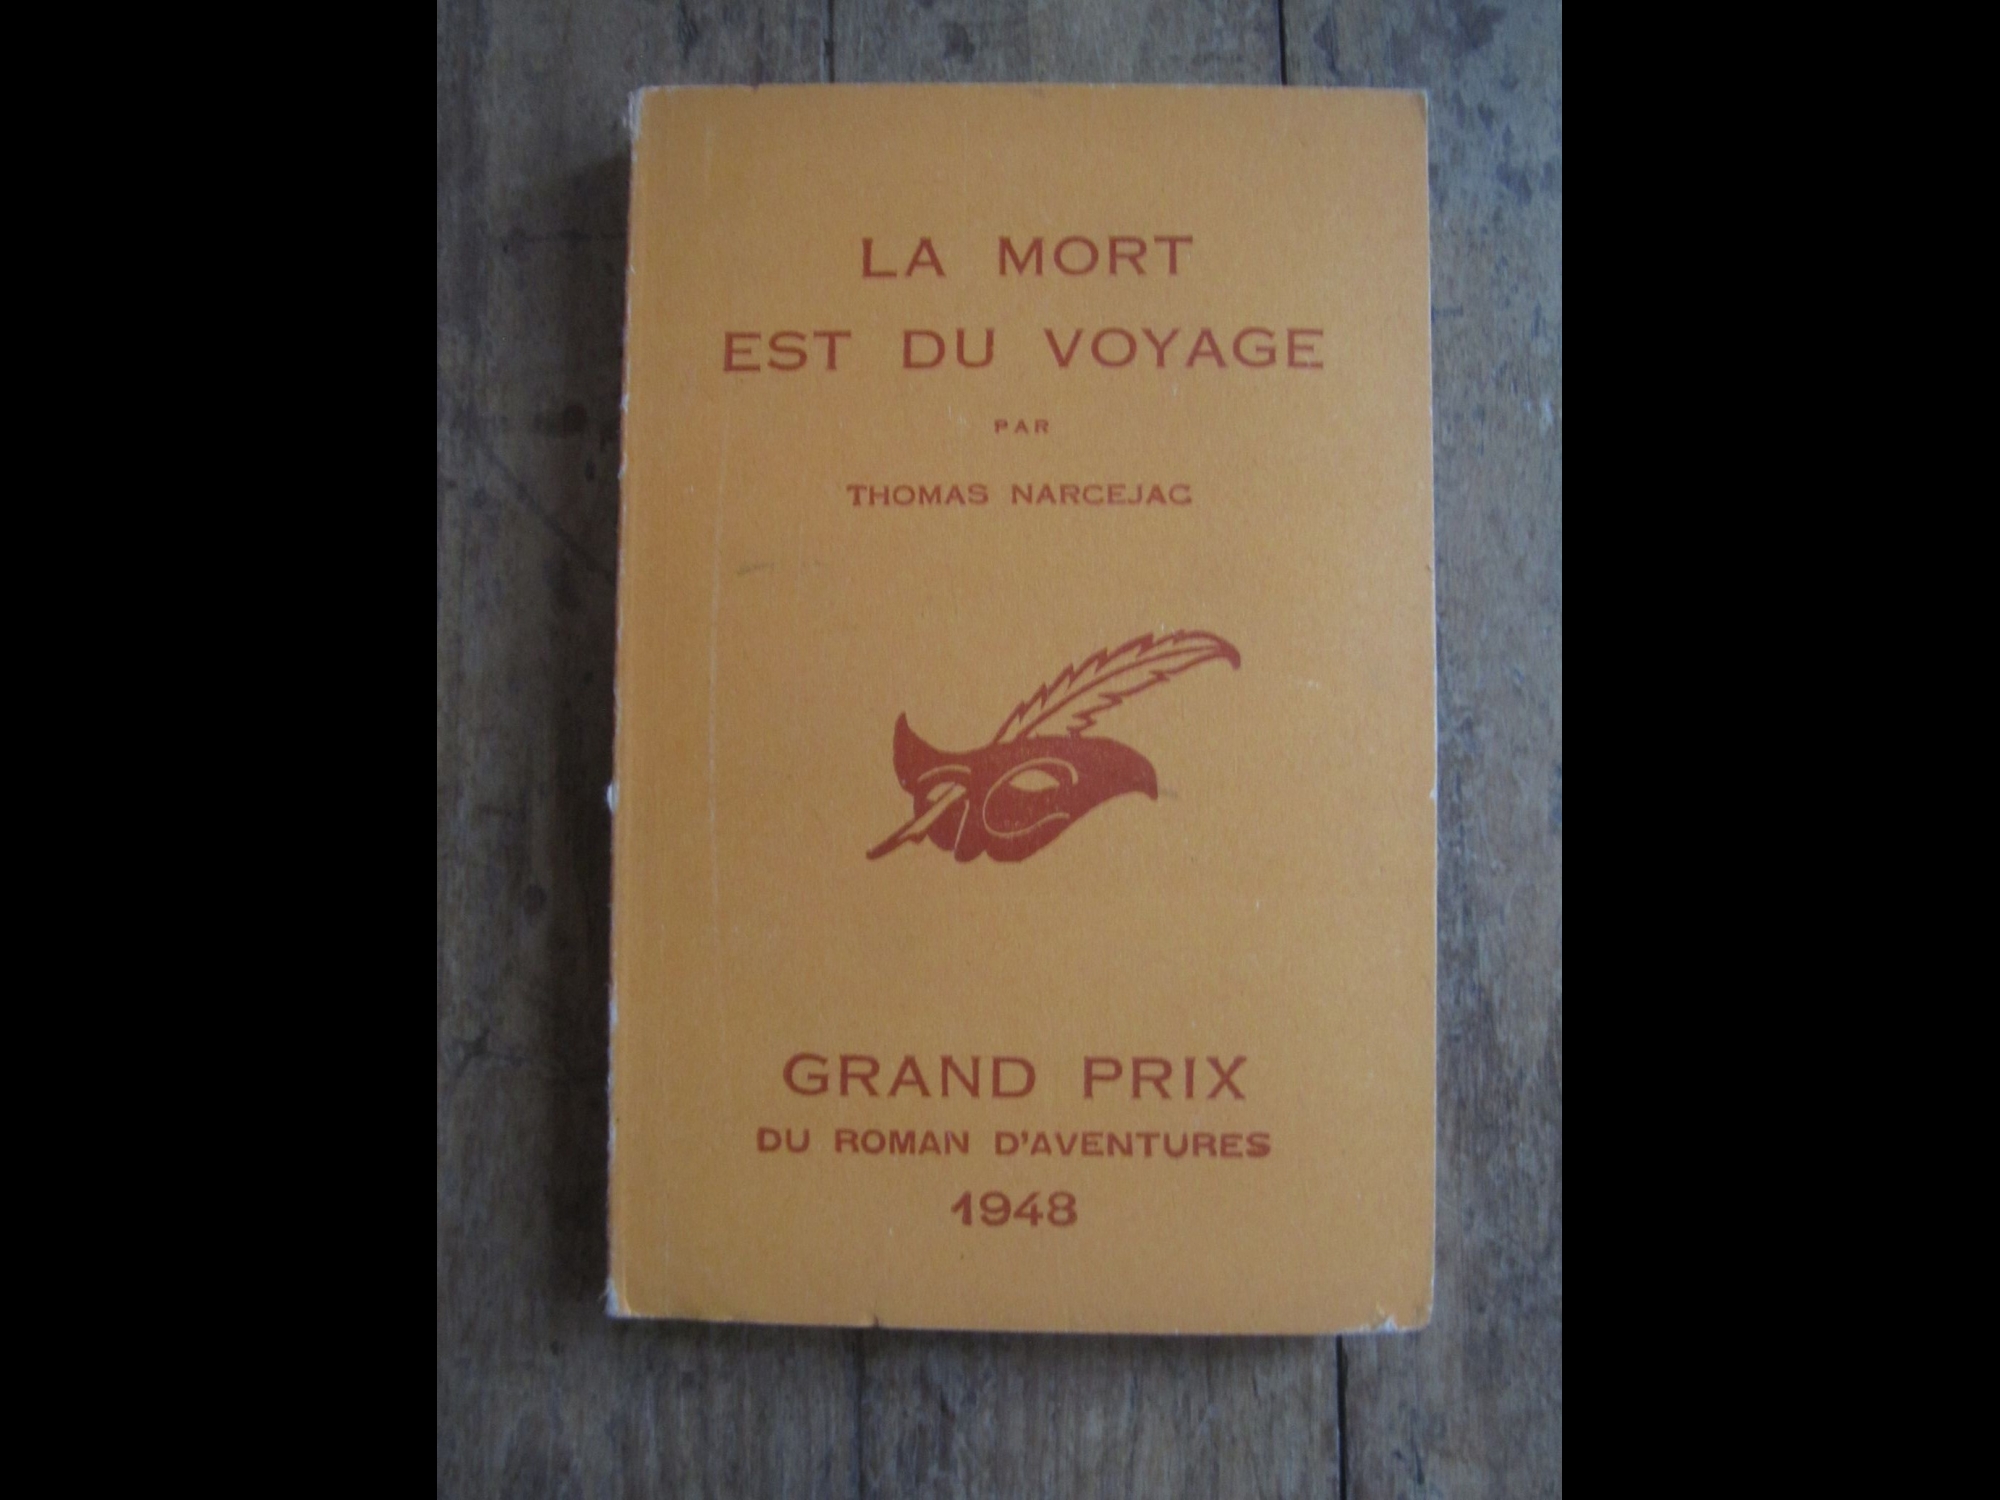 LA MORT
EST DU VOYAGE
PAR
THOMAS NARCEJAC
GRAND PRIX
DU ROMAN D'AVENTURES
1948